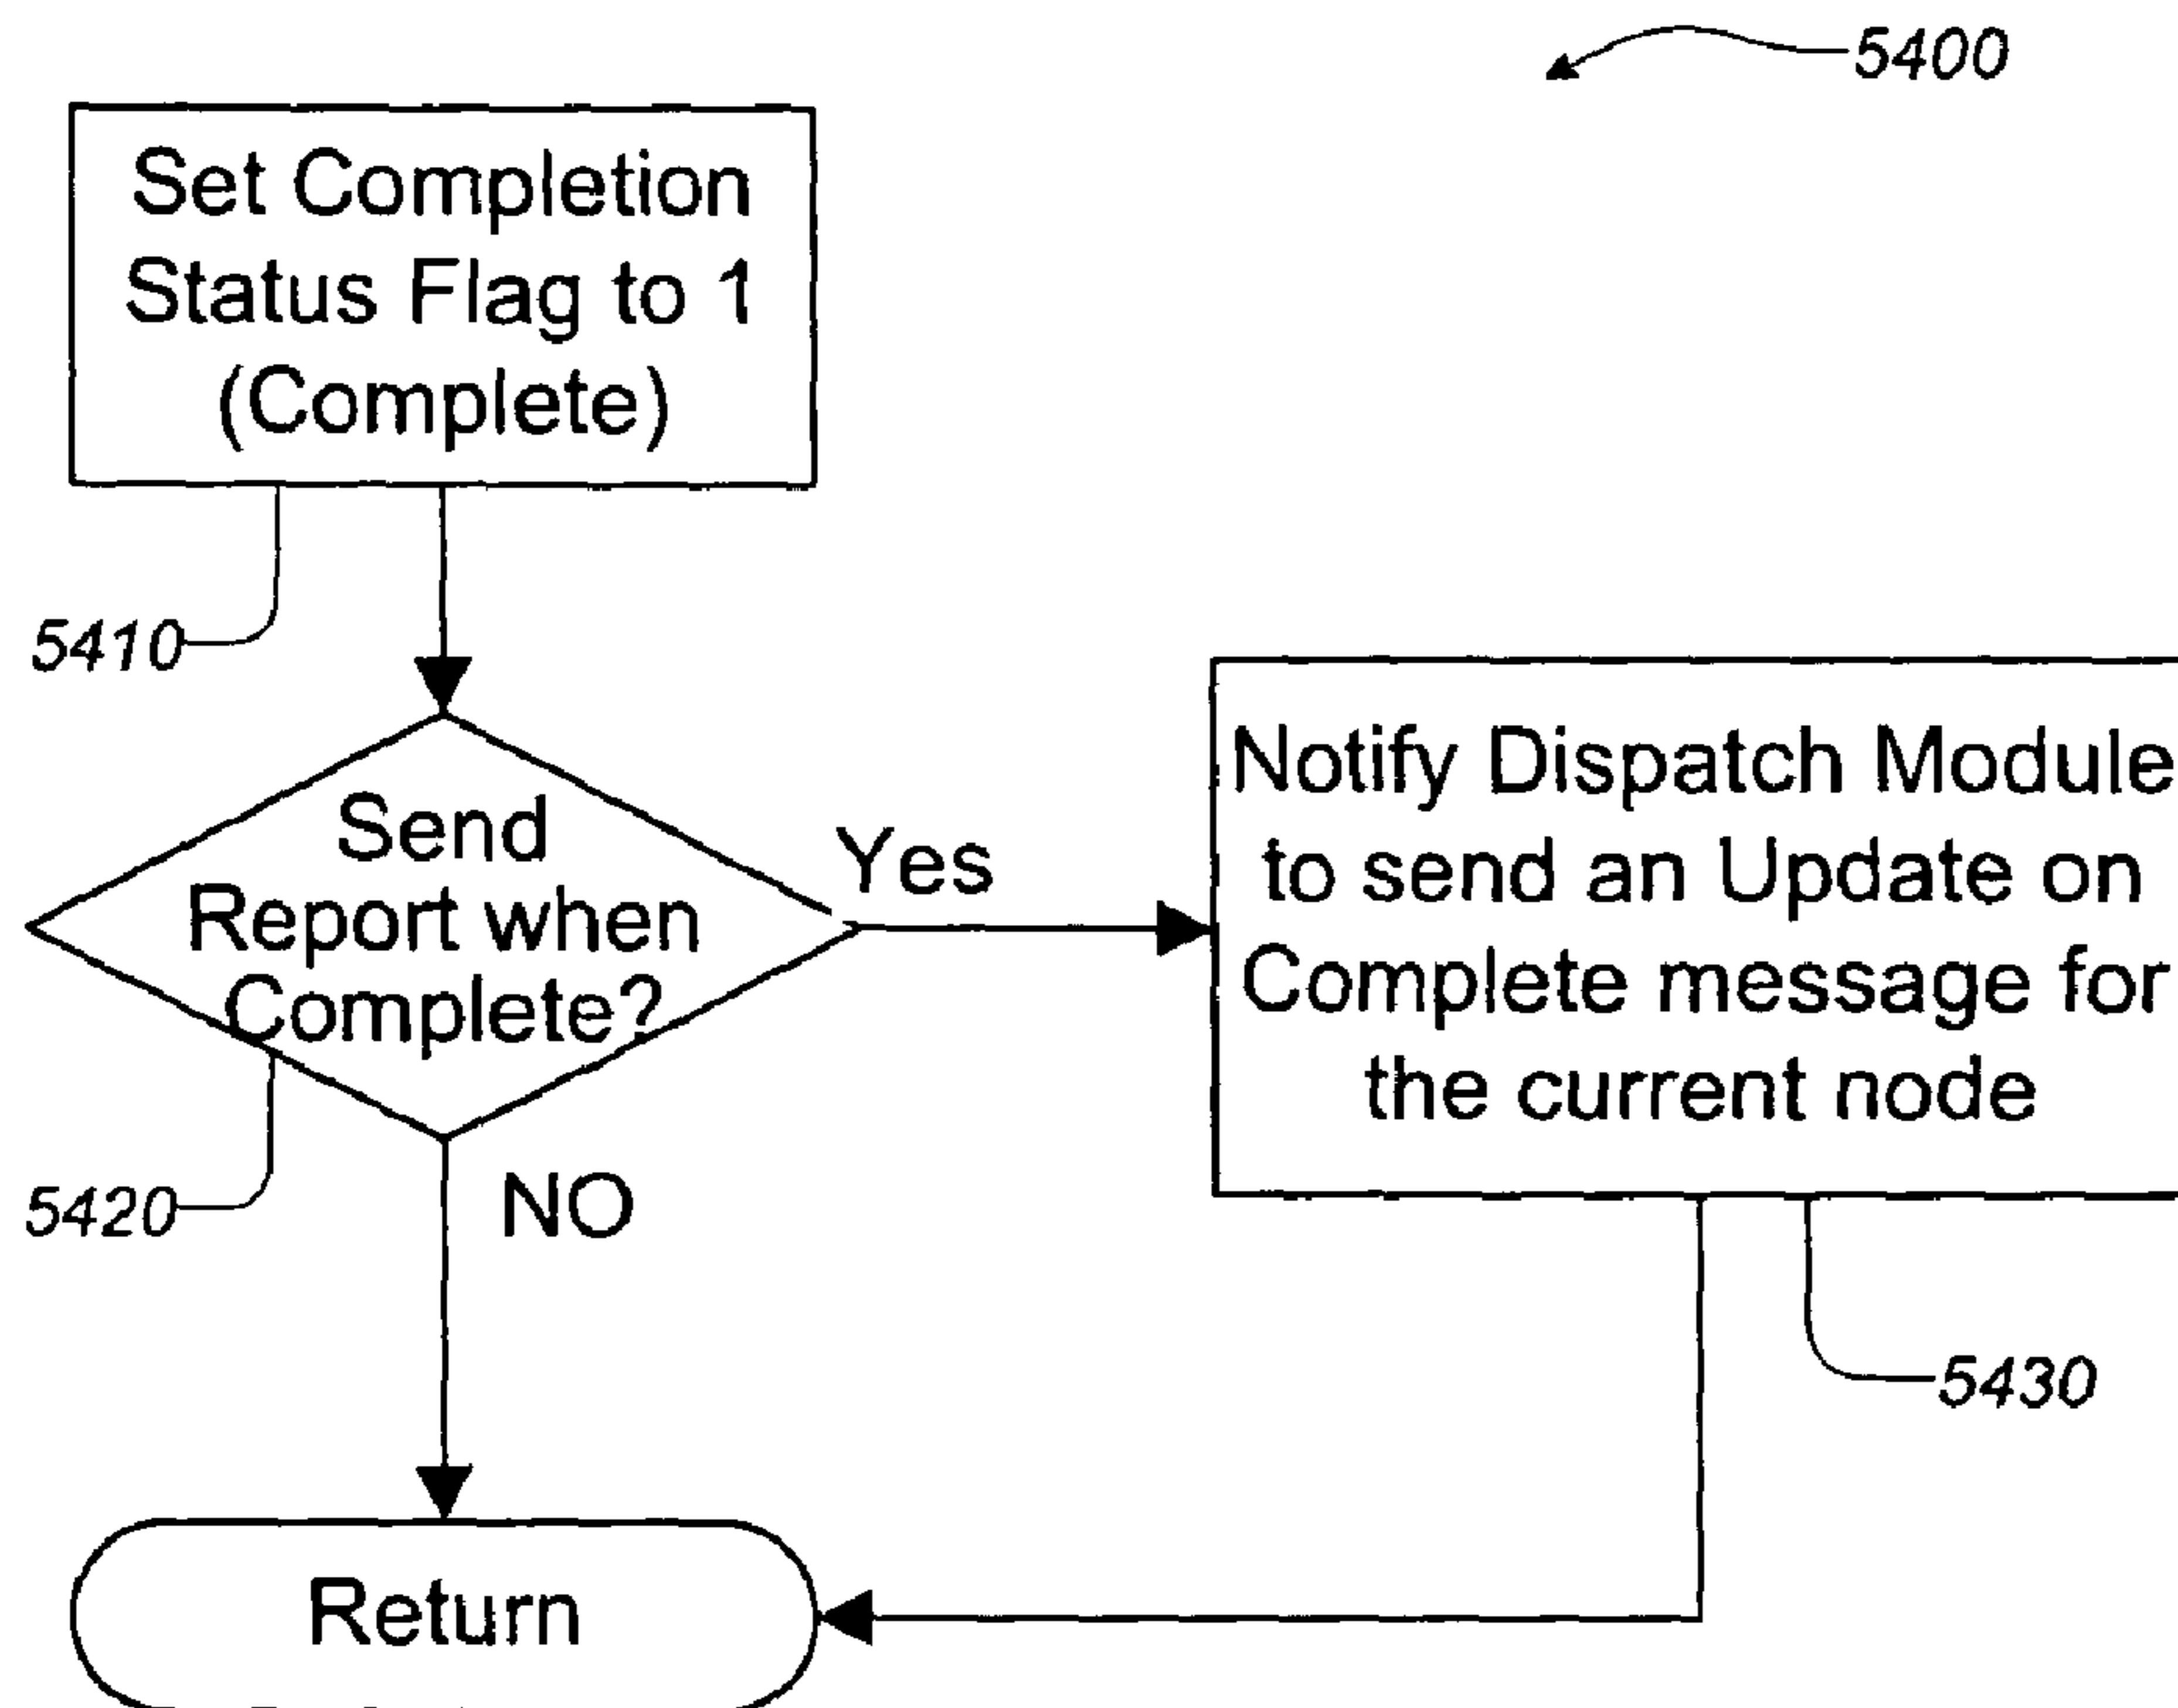 5400
Set Completion
Status Flag to 1
(Complete)
5410
Send
Report when
Complete?
Yes
Notify Dispatch Module
to send an Update on
Complete message for
the current node
5420
NO
5430
Return